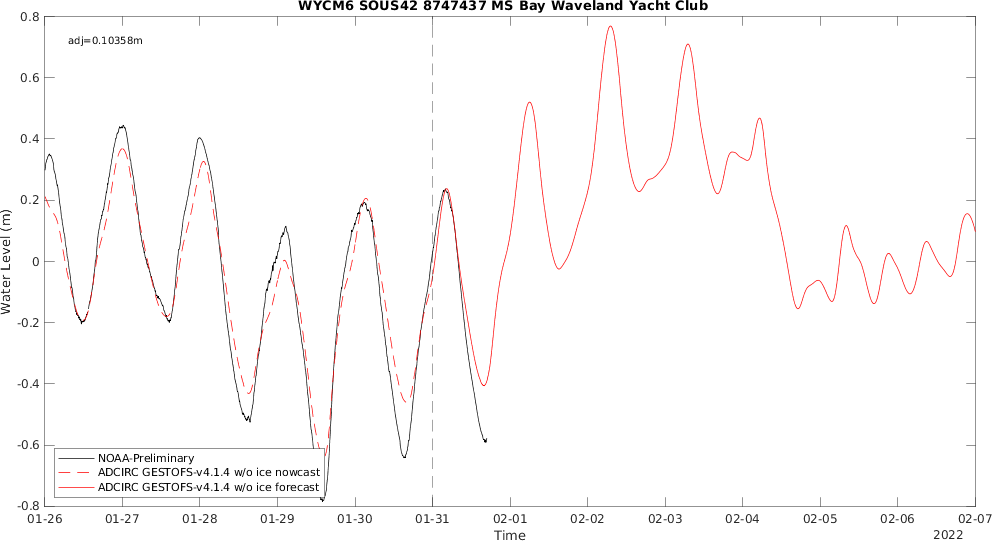 WYCM6 SOUS42 8747437 MS Bay Waveland Yacht Club
adj=0.10358m
0.8
0.6
0.4
0.2
0
-0.2
-0.4
-0.6
-0.8
Water Level (m)
NOAA-Preliminary
ADCIRC GESTOFS-v4.1.4 w/o ice nowcast
ADCIRC GESTOFS-v4.1.4 w/o ice forecast
01-26 01-27 01-28 01-29 01-30 01-31 02-01 02-02 02-03 02-04 02-05 02-06 02-07
Time
2022